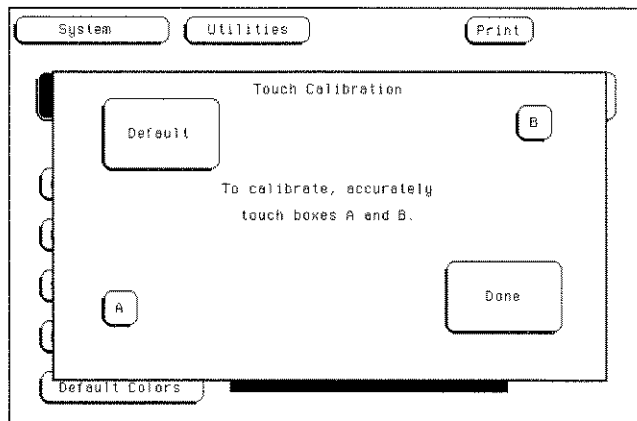 System Utilities Print
Touch Calibration
Default
B
To calibrate, accurately
touch boxes A and B.
A
Done
Default Colors